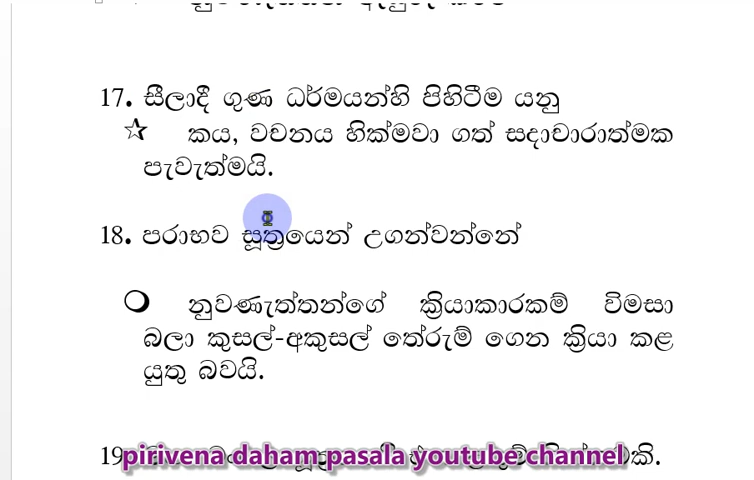 17. සීලාදී ගුණ ධර්මයන්හි පිහිටීම යනු
☆ කය, වචනය හික්මවා ගත් සදාචාරාත්මක
පැවැත්මයි.
18. පරාභව සූත්‍රයෙන් උගන්වන්නේ
❍ නුවණැත්තන්ගේ ක්‍රියාකාරකම් විමසා
බලා කුසල්-අකුසල් තේරුම් ගෙන ක්‍රියා කළ
යුතු බවයි.
19
pirivena daham pasala youtube channel